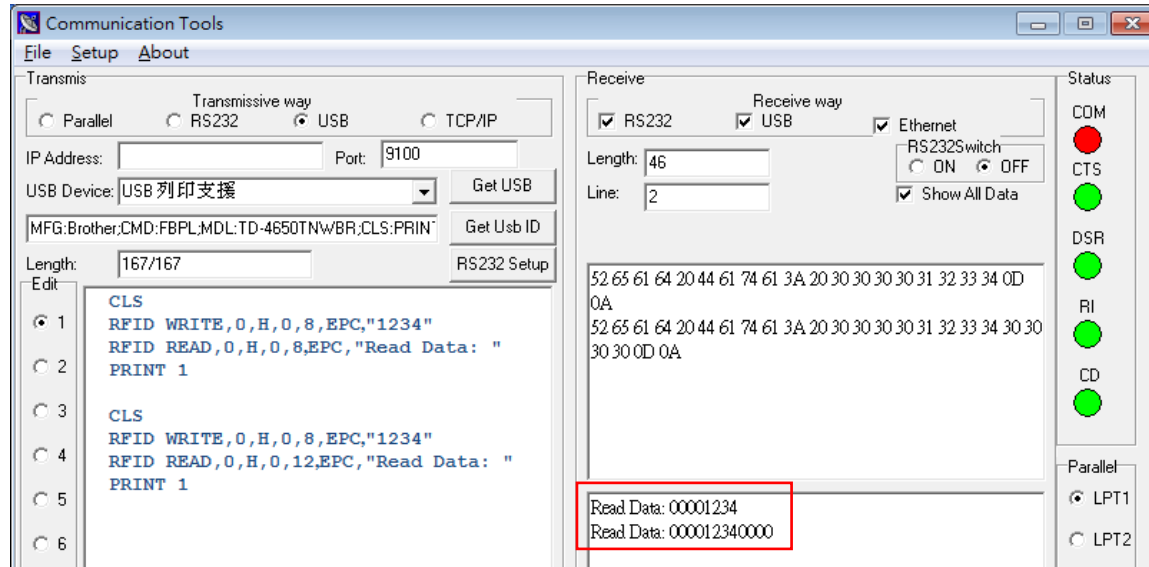 Communication Tools
File Setup About
Transmis
Transmissive way
Parallel RS232 USB TCP/IP
IP Address: Port: 9100
USB Device: USB 列印支援 Get USB
MFG:Brother;CMD:FBPL;MDL:TD-4650TNWBR;CLS:PRIN Get Usb ID
Length: 167/167 RS232 Setup
Edit
1
2
3
4
5
6
CLS
RFID WRITE,0,H,0,8,EPC,"1234"
RFID READ,0,H,0,8,EPC,"Read Data: "
PRINT 1
CLS
RFID WRITE,0,H,0,8,EPC,"1234"
RFID READ,0,H,0,12,EPC,"Read Data: "
PRINT 1
Receive
Receive way
RS232 USB Ethernet
Length: 46
RS232Switch
ON OFF
Line: 2
Show All Data
52 65 61 64 20 44 61 74 61 3A 20 30 30 30 30 31 32 33 34 0D
0A
52 65 61 64 20 44 61 74 61 3A 20 30 30 30 30 31 32 33 34 30 30
30 30 0D 0A
Read Data: 00001234
Read Data: 000012340000
Status
COM
CTS
DSR
RI
CD
Parallel
LPT1
LPT2